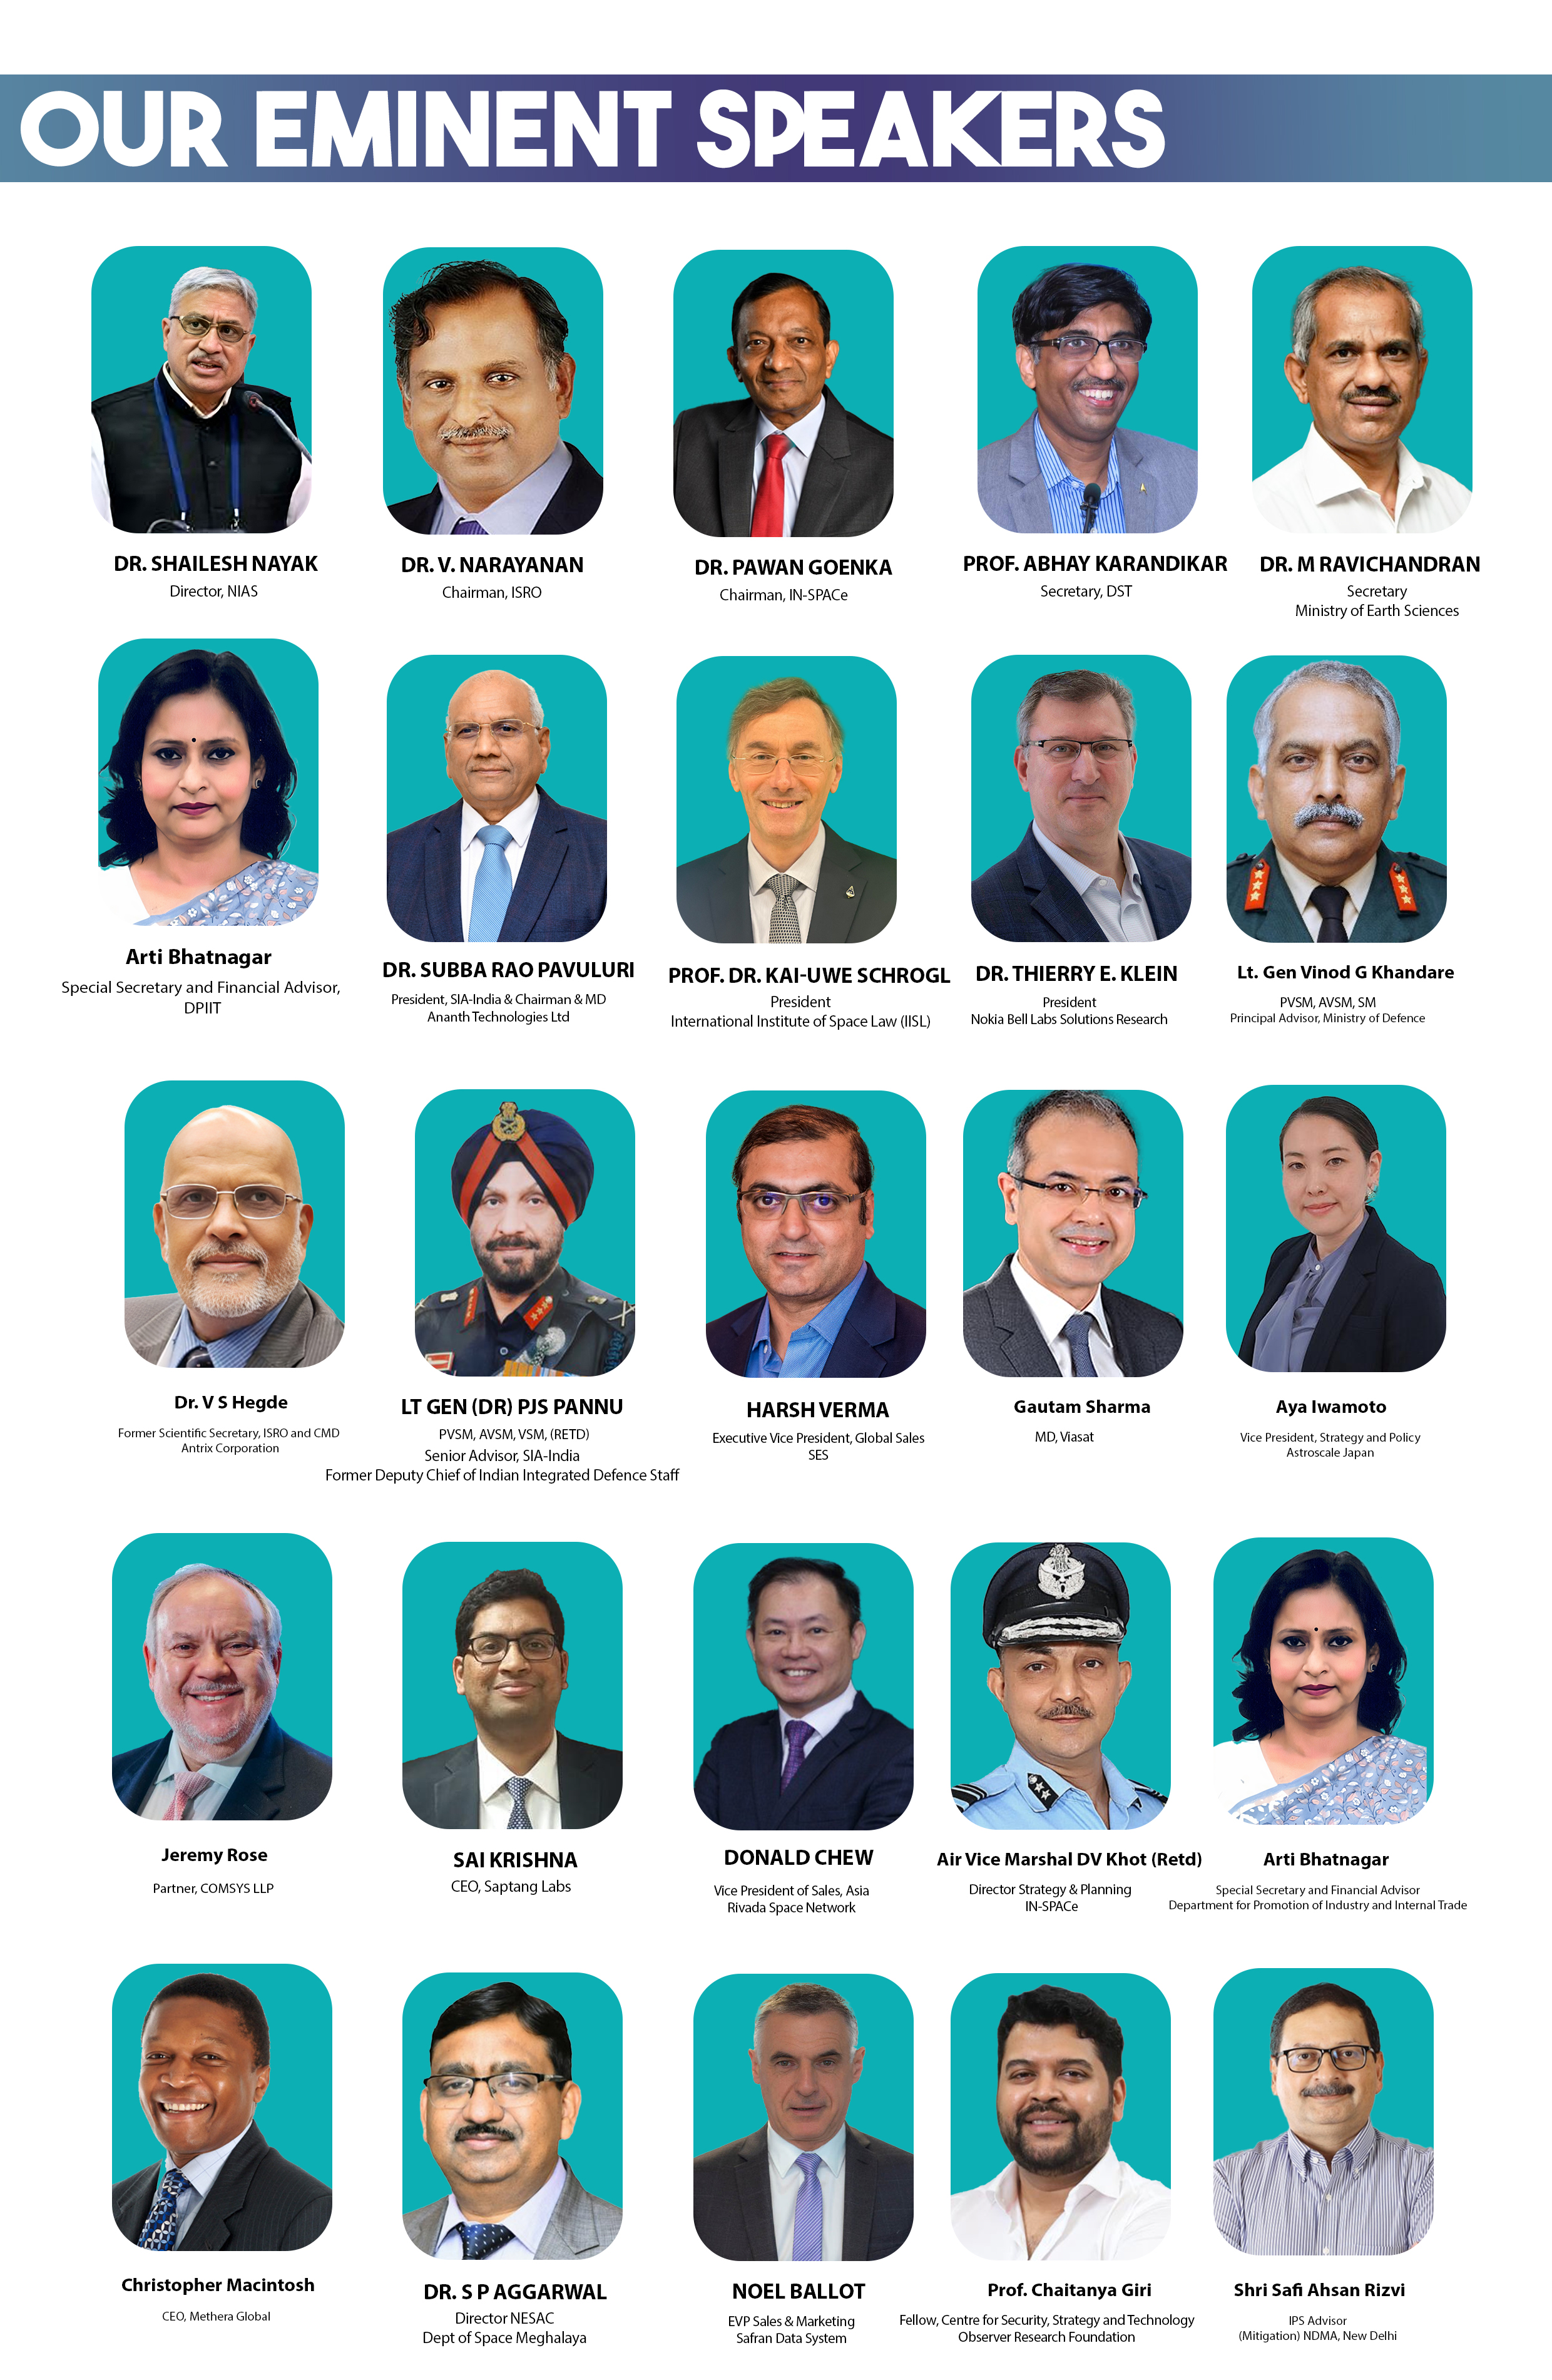 OUR EMINENT SPEAKERS
DR. SHAILESH NAYAK
Director, NIAS
DR. V. NARAYANAN
Chairman, ISRO
DR. PAWAN GOENKA
Chairman, IN-SPACe
PROF. ABHAY KARANDIKAR
Secretary, DST
DR. M RAVICHANDRAN
Secretary
Ministry of Earth Sciences
Arti Bhatnagar
Special Secretary and Financial Advisor,
DPIIT
DR. SUBBA RAO PAVULURI
President, SIA-India & Chairman & MD
Ananth Technologies Ltd
PROF. DR. KAI-UWE SCHROGL
President
International Institute of Space Law (IISL)
DR. THIERRY E. KLEIN
President
Nokia Bell Labs Solutions Research
Lt. Gen Vinod G Khandare
PVSM, AVSM, SM
Principal Advisor, Ministry of Defence
Dr. V S Hegde
Former Scientific Secretary, ISRO and CMD
Antrix Corporation
LT GEN (DR) PJS PANNU
PVSM, AVSM, VSM, (RETD)
Senior Advisor, SIA-India
Former Deputy Chief of Indian Integrated Defence Staff
HARSH VERMA
Executive Vice President, Global Sales
SES
Gautam Sharma
MD, Viasat
Aya Iwamoto
Vice President, Strategy and Policy
Astroscale Japan
Jeremy Rose
Partner, COMSYS LLP
SAI KRISHNA
CEO, Saptang Labs
DONALD CHEW
Vice President of Sales, Asia
Rivada Space Network
Air Vice Marshal DV Khot (Retd)
Director Strategy & Planning
IN-SPACe
Arti Bhatnagar
Special Secretary and Financial Advisor
Department for Promotion of Industry and Internal Trade
Christopher Macintosh
CEO, Methera Global
DR. S P AGGARWAL
Director NESAC
Dept of Space Meghalaya
NOEL BALLOT
EVP Sales & Marketing
Safran Data System
Prof. Chaitanya Giri
Fellow, Centre for Security, Strategy and Technology
Observer Research Foundation
Shri Safi Ahsan Rizvi
IPS Advisor
(Mitigation) NDMA, New Delhi